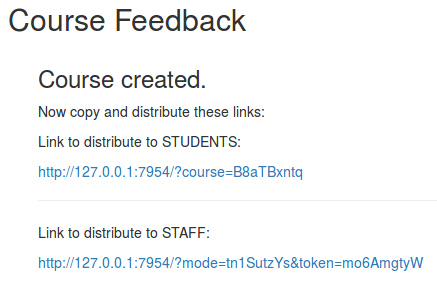 Course Feedback
Course created.
Now copy and distribute these links:
Link to distribute to STUDENTS:
http://127.0.0.1:7954/?course=B8aTBxntq
Link to distribute to STAFF:
http://127.0.0.1:7954/?mode=tn1SutzYs&token=mo6AmgtyW